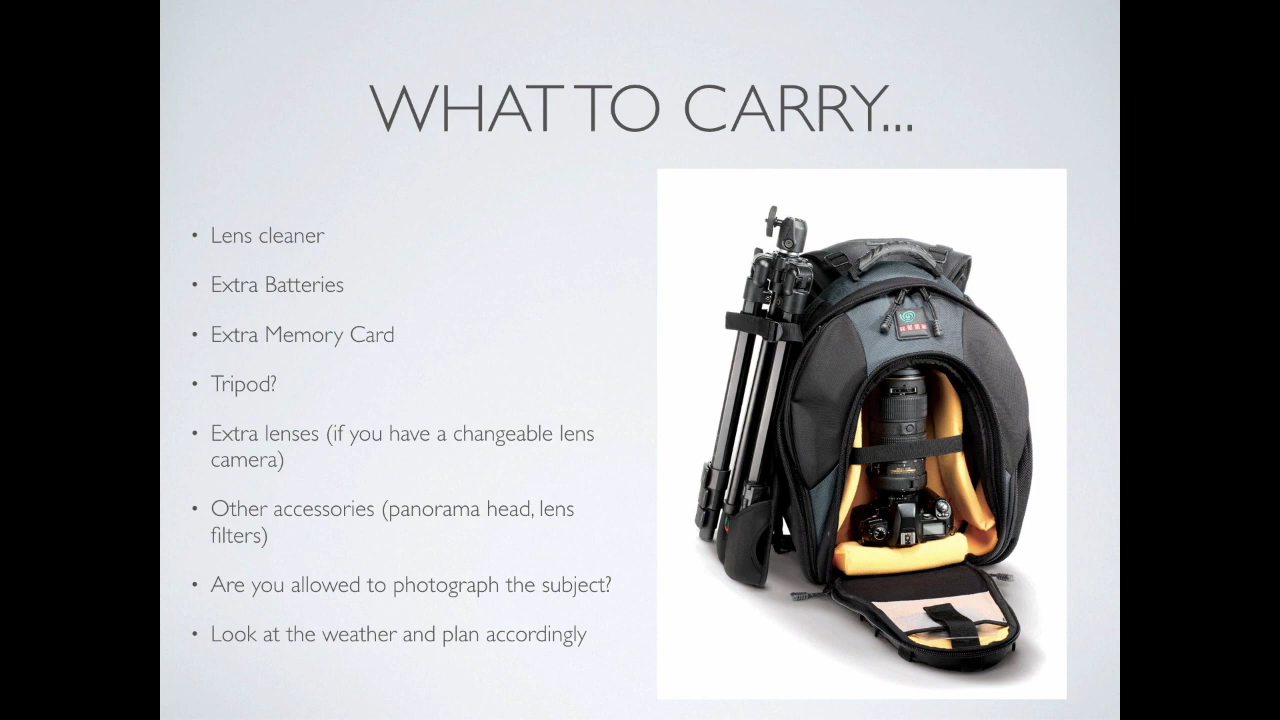 WHAT TO CARRY...
• Lens cleaner
• Extra Batteries
• Extra Memory Card
• Tripod?
• Extra lenses (if you have a changeable lens
camera)
• Other accessories (panorama head, lens
filters)
• Are you allowed to photograph the subject?
• Look at the weather and plan accordingly